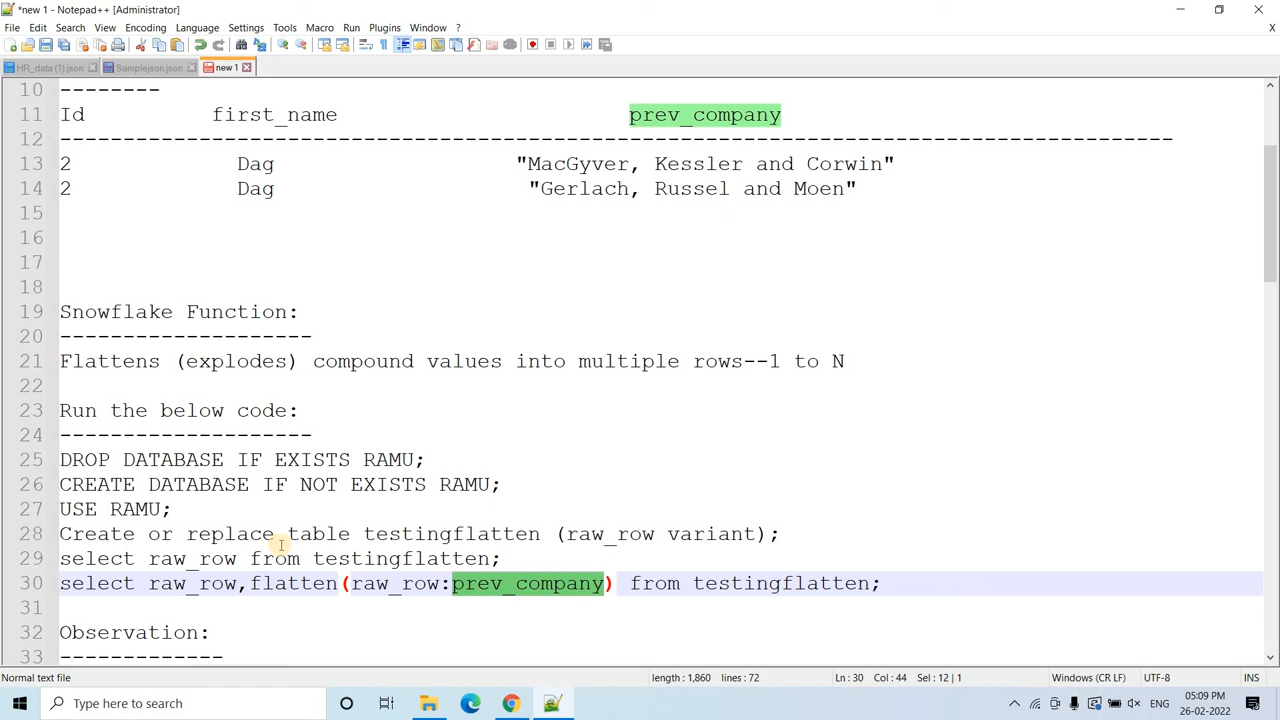 *new 1 - Notepad++ [Administrator]
File Edit Search View Encoding Language Settings Tools Macro Run Plugins Window ?
X
HR_data (1).json Samplejson.json new 1
10 --------
11 Id first_name prev_company
12 ----------------------------------------------------------------------------------------
13 2 Dag "MacGyver, Kessler and Corwin"
14 2 Dag "Gerlach, Russel and Moen"
15
16
17
18
19 Snowflake Function:
20 --------------------
21 Flattens (explodes) compound values into multiple rows--1 to N
22
23 Run the below code:
24 --------------------
25 DROP DATABASE IF EXISTS RAMU;
26 CREATE DATABASE IF NOT EXISTS RAMU;
27 USE RAMU;
28 Create or replace table testingflatten (raw_row variant);
29 select raw_row from testingflatten;
30 select raw_row,flatten(raw_row:prev_company) from testingflatten;
31
32 Observation:
33 -------------
Normal text file length : 1,860 lines : 72 Ln : 30 Col : 44 Sel : 12 | 1 Windows (CR LF) UTF-8 INS
Type here to search ENG 05:09 PM
26-02-2022